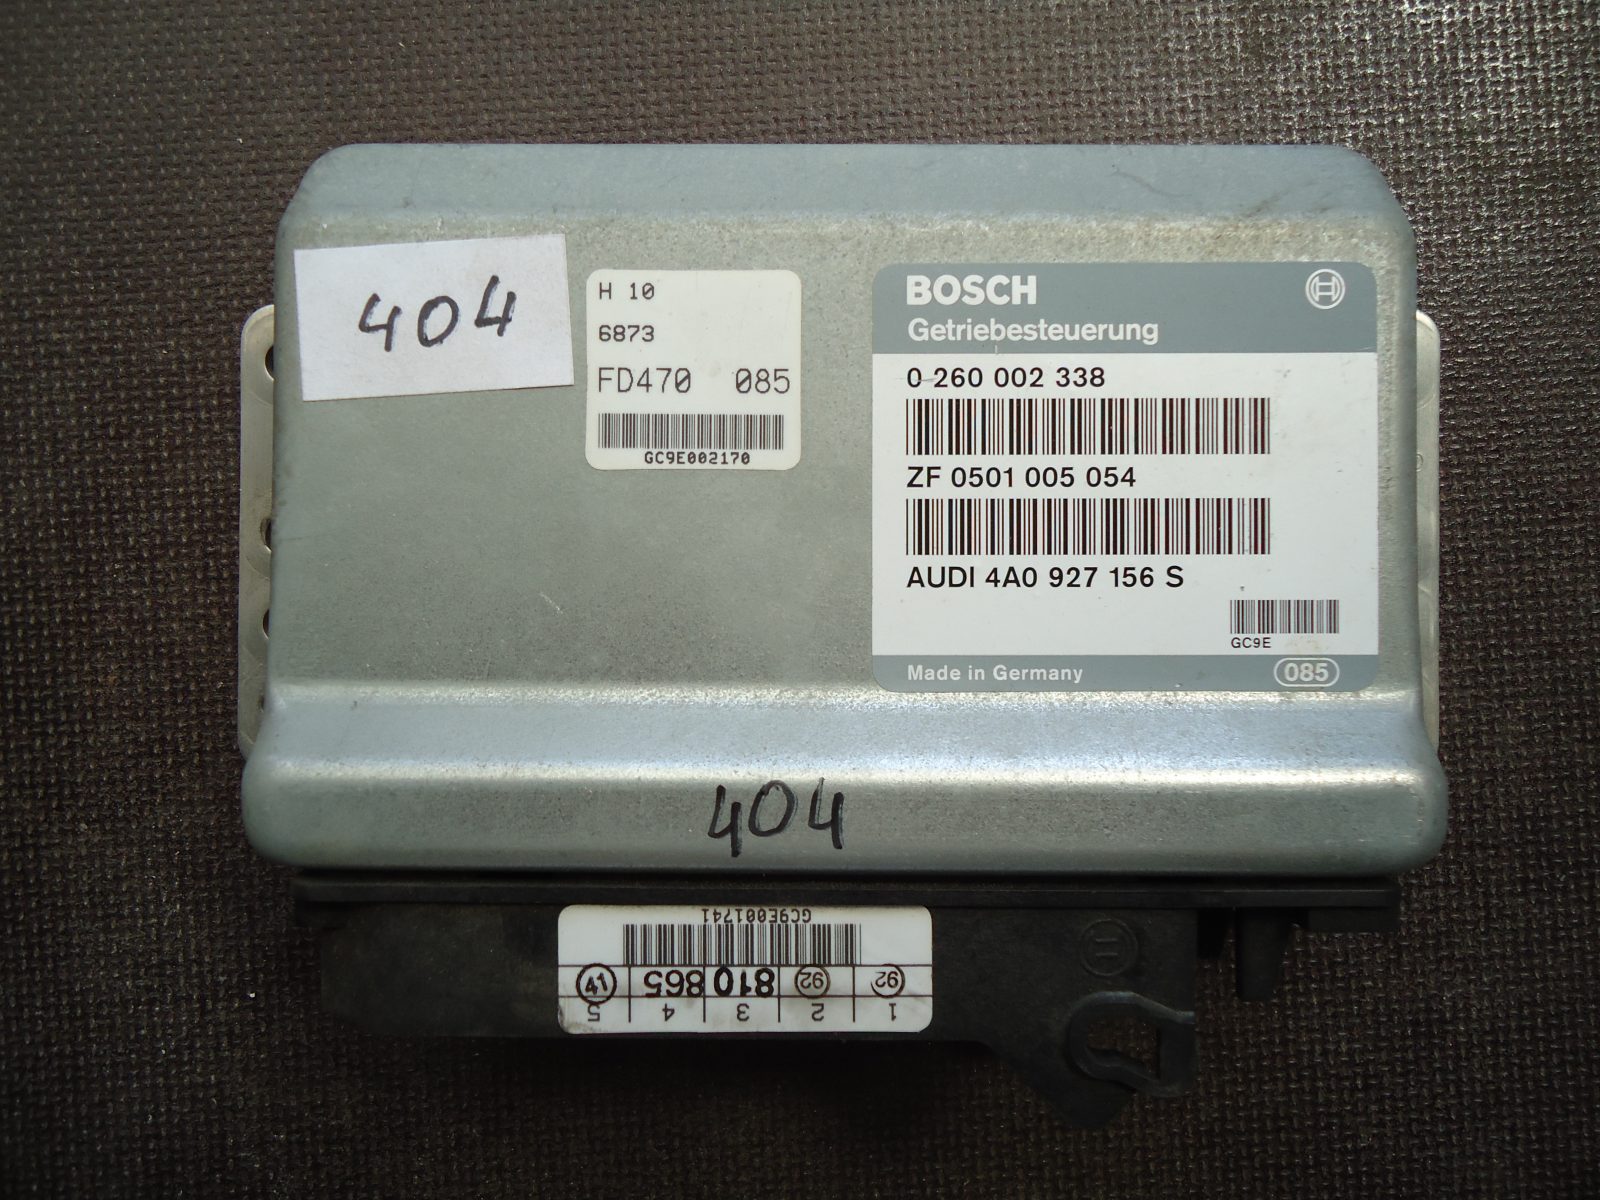 404
H 10
6873
FD470 085
GC9E002170
BOSCH
Getriebesteuerung
0 260 002 338
ZF 0501 005 054
AUDI 4A0 927 156 S
GC9E
Made in Germany
085
404
GC9E001741
1 2 3 4 5
92 92 810 865